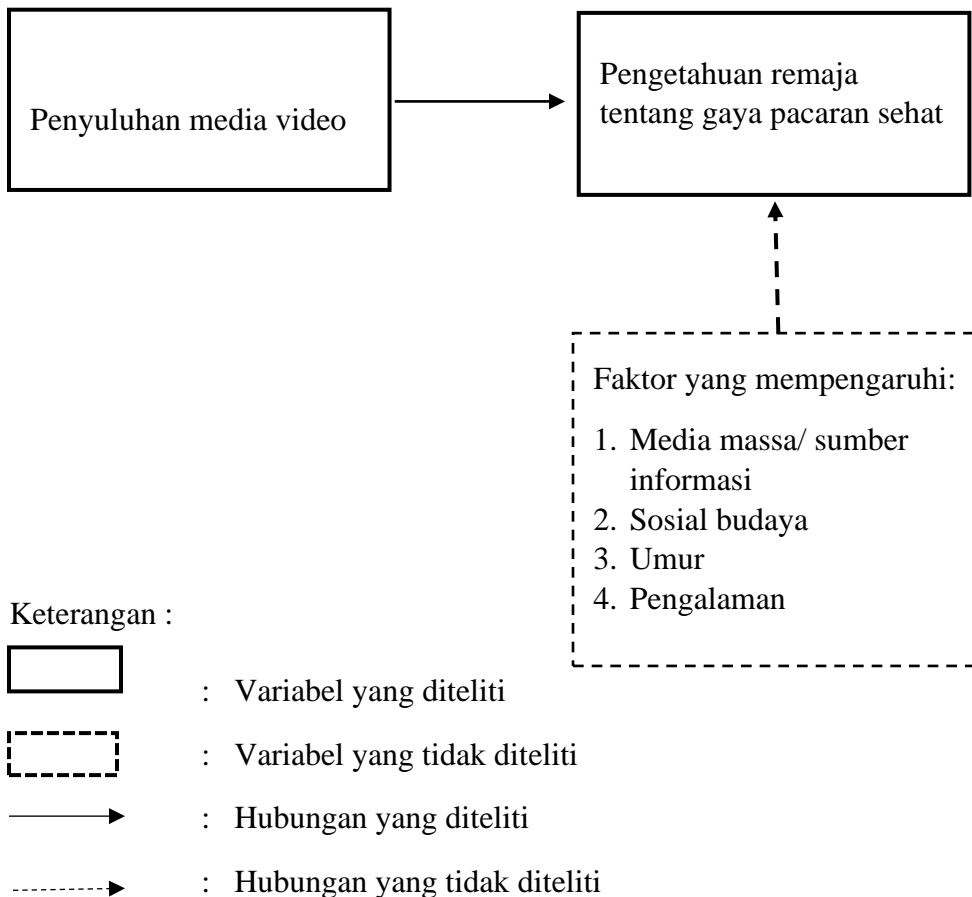 Penyuluhan media video
Pengetahuan remaja
tentang gaya pacaran sehat
Faktor yang mempengaruhi:
1. Media massa/ sumber
informasi
2. Sosial budaya
3. Umur
4. Pengalaman
Keterangan :
: Variabel yang diteliti
: Variabel yang tidak diteliti
: Hubungan yang diteliti
: Hubungan yang tidak diteliti